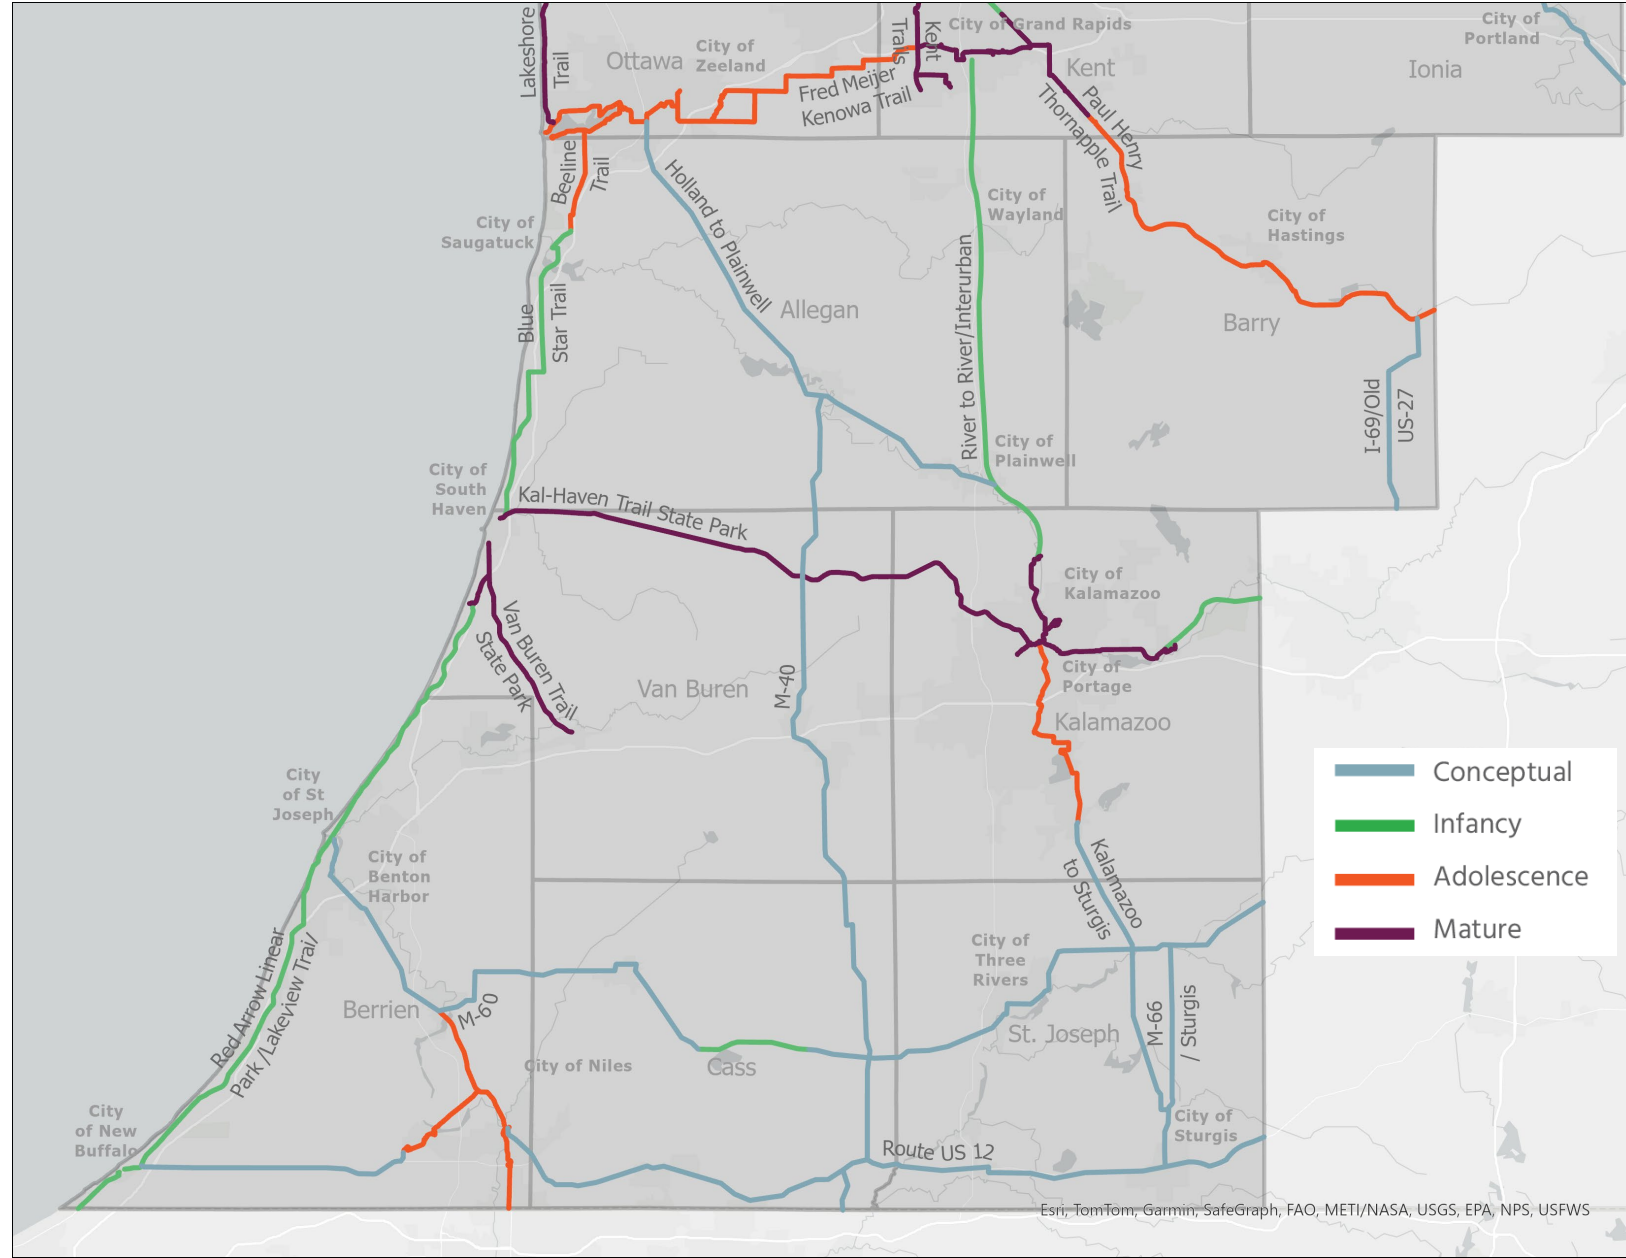 Lakeshore
Trail
Ottawa
City of
Zeeland
Trails
Kent
City of Grand Rapids
Kent
City of
Portland
Ionia
Fred Meijer
Kenowa Trail
Paul Henry
Thornapple Trail
Beeline
Trail
Holland to Plainwell
City of
Saugatuck
City of
Wayland
City of
Hastings
Blue
Star Trail
Allegan
River to River/Interurban
Barry
I-69/Old
US-27
City of
Plainwell
City of
South
Haven
Kal-Haven Trail State Park
City of
Kalamazoo
Van Buren Trail
State Park
Van Buren
M-40
City of
Portage
Kalamazoo
City
of St
Joseph
City of
Benton
Harbor
Kalamazoo
to Sturgis
Conceptual
Infancy
Adolescence
Mature
Red Arrow Linear
Park /Lakeview Trai/
Berrien
M-60
City of
Three
Rivers
St. Joseph
M-66
/ Sturgis
City of Niles
Cass
City
of New
Buffalo
City of
Sturgis
Route US 12
Esri, TomTom, Garmin, SafeGraph, FAO, METI/NASA, USGS, EPA, NPS, USFWS